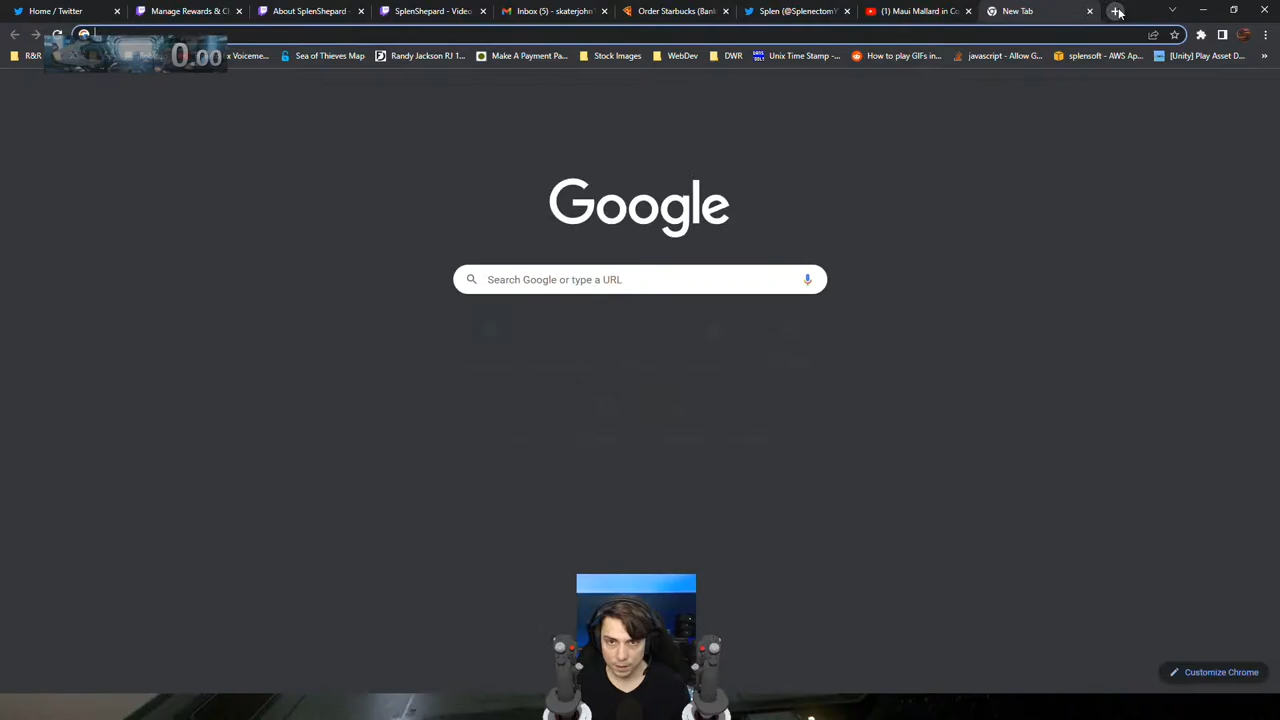 Home / Twitter
Manage Rewards & C
About SplenShepard -
SplenShepard - Video
Inbox (5) - skaterjohn
Order Starbucks (Ban
Splen (@SplenectomY
(1) Maui Mallard in Co
New Tab
0.00
R&R
x Voiceme...
Sea of Thieves Map
Randy Jackson RJ 1...
Make A Payment Pa...
Stock Images
WebDev
DWR
Unix Time Stamp -...
How to play GIFs in...
javascript - Allow G...
splensoft - AWS Ap...
[Unity] Play Asset D...
»
Google
Search Google or type a URL
Customize Chrome